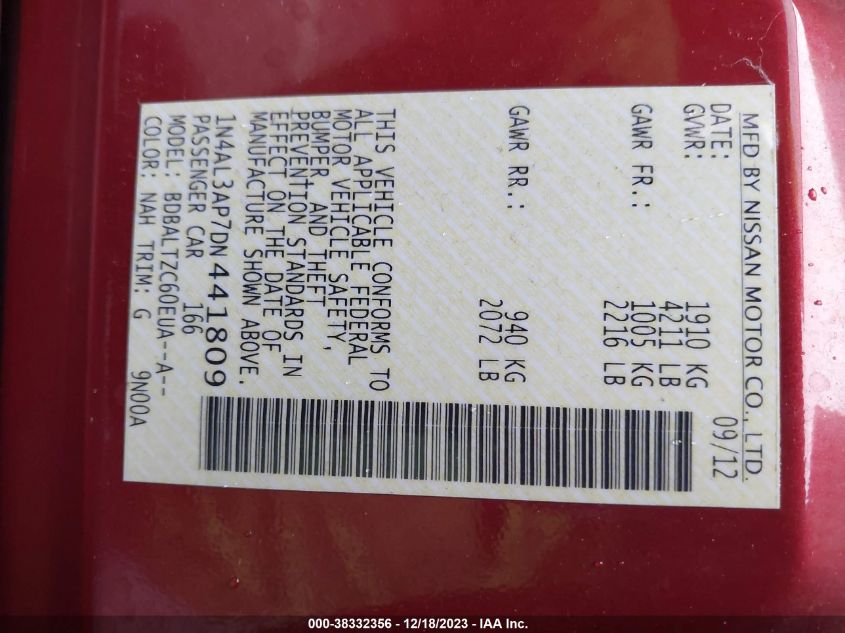 MFD BY NISSAN MOTOR CO., LTD.
DATE: 09/12
GVWR: 1910 KG
4211 LB
GAWR FR.: 1005 KG
2216 LB
GAWR RR.: 940 KG
2072 LB
THIS VEHICLE CONFORMS TO
ALL APPLICABLE FEDERAL
MOTOR VEHICLE SAFETY,
BUMPER, AND THEFT
PREVENTION STANDARDS IN
EFFECT ON THE DATE OF
MANUFACTURE SHOWN ABOVE.
1N4AL3AP7DN441809
PASSENGER CAR 166
MODEL: BDBALTZC60EUA--A--
COLOR: NAH TRIM: G 9N00A
000-38332356 - 12/18/2023 - IAA Inc.